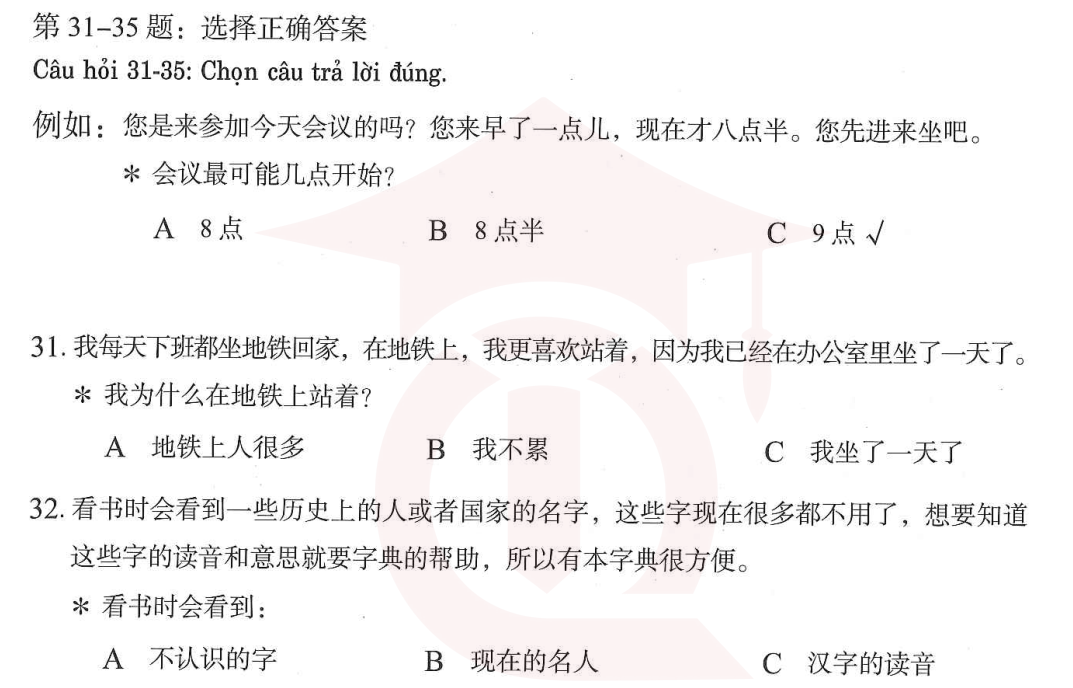 第 31–35 题：选择正确答案
Câu hỏi 31-35: Chọn câu trả lời đúng.
例如：您是来参加今天会议的吗？您来早了一点儿，现在才八点半。您先进来坐吧。
＊ 会议最可能几点开始？
A 8 点 B 8 点半 C 9 点 √
31. 我每天下班都坐地铁回家，在地铁上，我更喜欢站着，因为我已经在办公室里坐了一天了。
＊ 我为什么在地铁上站着？
A 地铁上人很多 B 我不累 C 我坐了一天了
32. 看书时会看到一些历史上的人或者国家的名字，这些字现在很多都不用了，想要知道
这些字的读音和意思就要字典的帮助，所以有本字典很方便。
＊ 看书时会看到：
A 不认识的字 B 现在的名人 C 汉字的读音